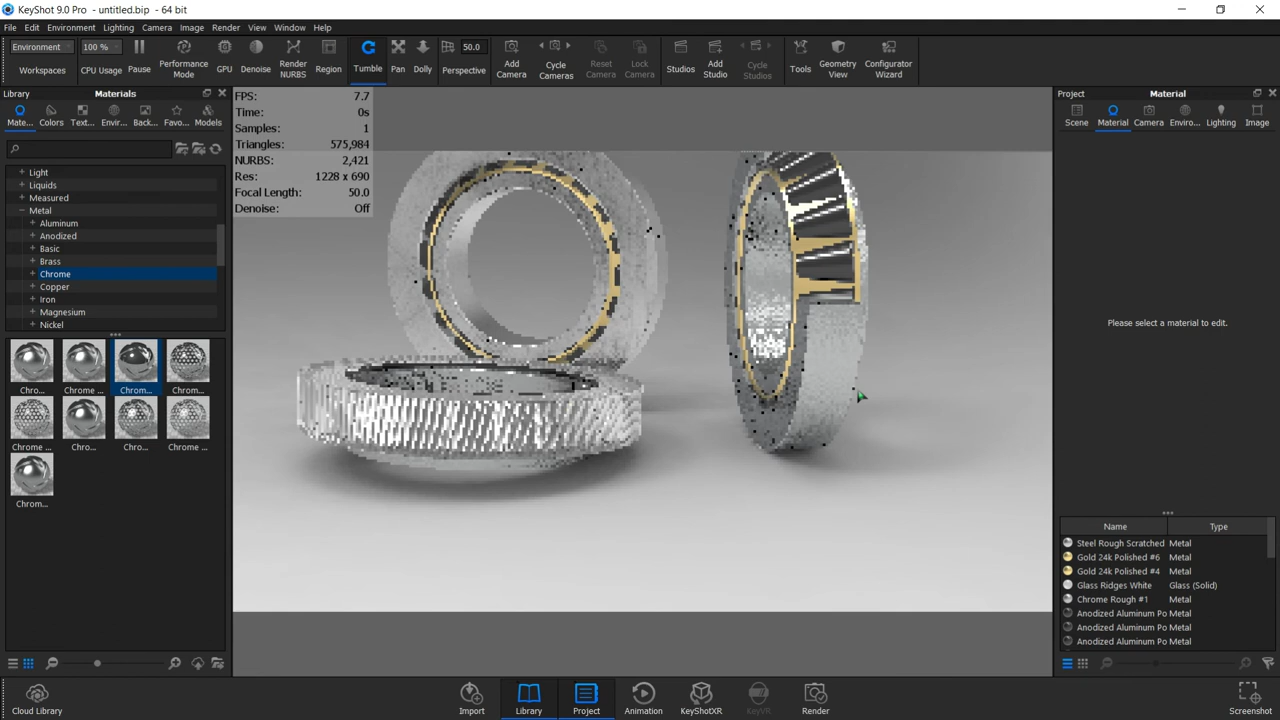 KeyShot 9.0 Pro - untitled.bip - 64 bit
File Edit Environment Lighting Camera Image Render View Window Help
Environment 100 % 50.0
Workspaces CPU Usage Pause Performance Mode GPU Denoise Render NURBS Region Tumble Pan Dolly Perspective Add Camera Cycle Cameras Reset Camera Lock Camera Studios Add Studio Cycle Studios Tools Geometry View Configurator Wizard
Library Materials
Mate... Colors Text... Envir... Back... Favo... Models
Light
Liquids
Measured
Metal
Aluminum
Anodized
Basic
Brass
Chrome
Copper
Iron
Magnesium
Nickel
Chro... Chrome ... Chrom... Chrom...
Chrome ... Chro... Chro... Chrome ...
Chrom...
FPS: 7.7
Time: 0s
Samples: 1
Triangles: 575,984
NURBS: 2,421
Res: 1228 x 690
Focal Length: 50.0
Denoise: Off
Project Material
Scene Material Camera Enviro... Lighting Image
Please select a material to edit.
Name Type
Steel Rough Scratched Metal
Gold 24k Polished #6 Metal
Gold 24k Polished #4 Metal
Glass Ridges White Glass (Solid)
Chrome Rough #1 Metal
Anodized Aluminum Po Metal
Anodized Aluminum Po Metal
Anodized Aluminum Po Metal
Cloud Library Import Library Project Animation KeyShotXR KeyVR Render Screenshot